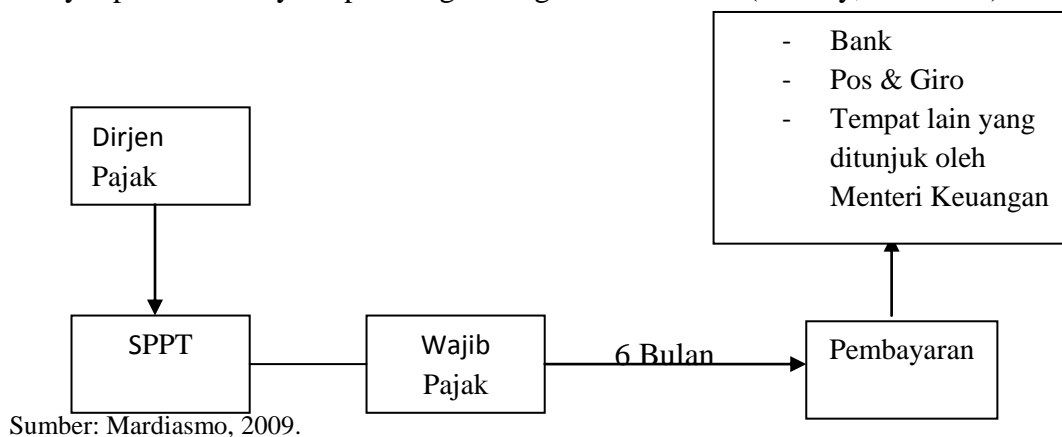 - Bank
- Pos & Giro
- Tempat lain yang
ditunjuk oleh
Menteri Keuangan
Dirjen
Pajak
SPPT
Wajib
Pajak
6 Bulan
Pembayaran
Sumber: Mardiasmo, 2009.